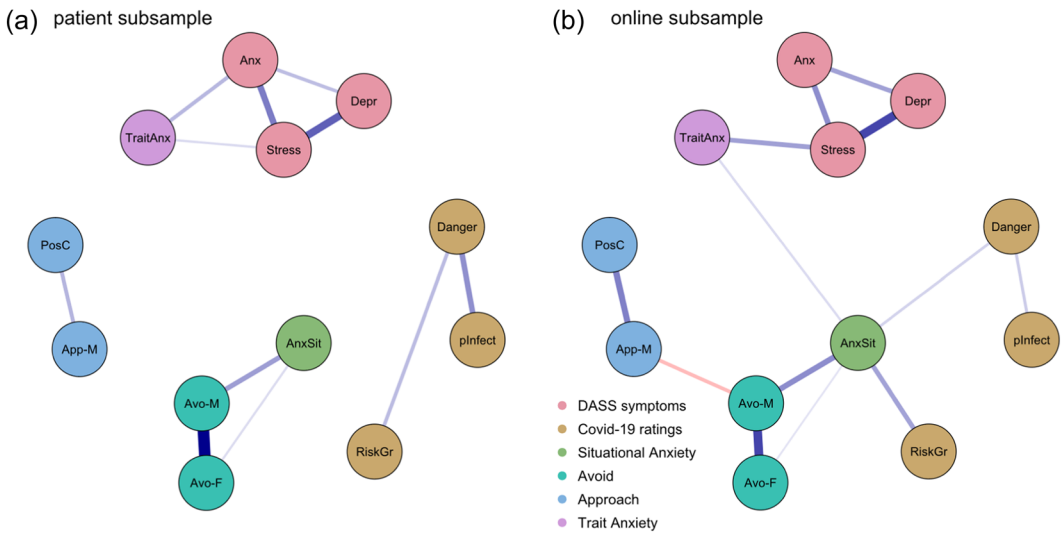 (a) patient subsample
Anx
Depr
TraitAnx
Stress
PosC
Danger
App-M
AnxSit
pInfect
Avo-M
RiskGr
Avo-F
(b) online subsample
Anx
Depr
TraitAnx
Stress
PosC
Danger
App-M
AnxSit
pInfect
Avo-M
RiskGr
Avo-F
DASS symptoms
Covid-19 ratings
Situational Anxiety
Avoid
Approach
Trait Anxiety